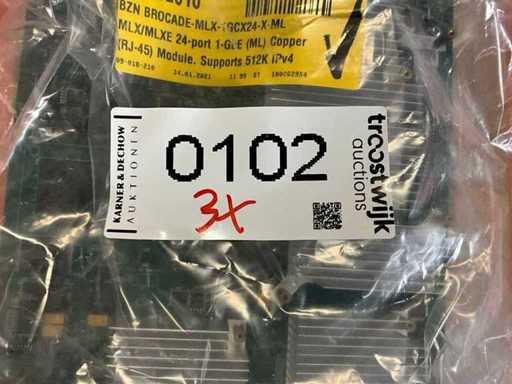 BZN BROCADE-MLX-1GCX24-X-ML
MLX/MLXE 24-port 1-GbE (ML) Copper
(RJ-45) Module. Supports 512K IPv4
14.01.2021
KARNER & DECHOW
AUKTIONEN
0102
3x
troostwijk
auctions